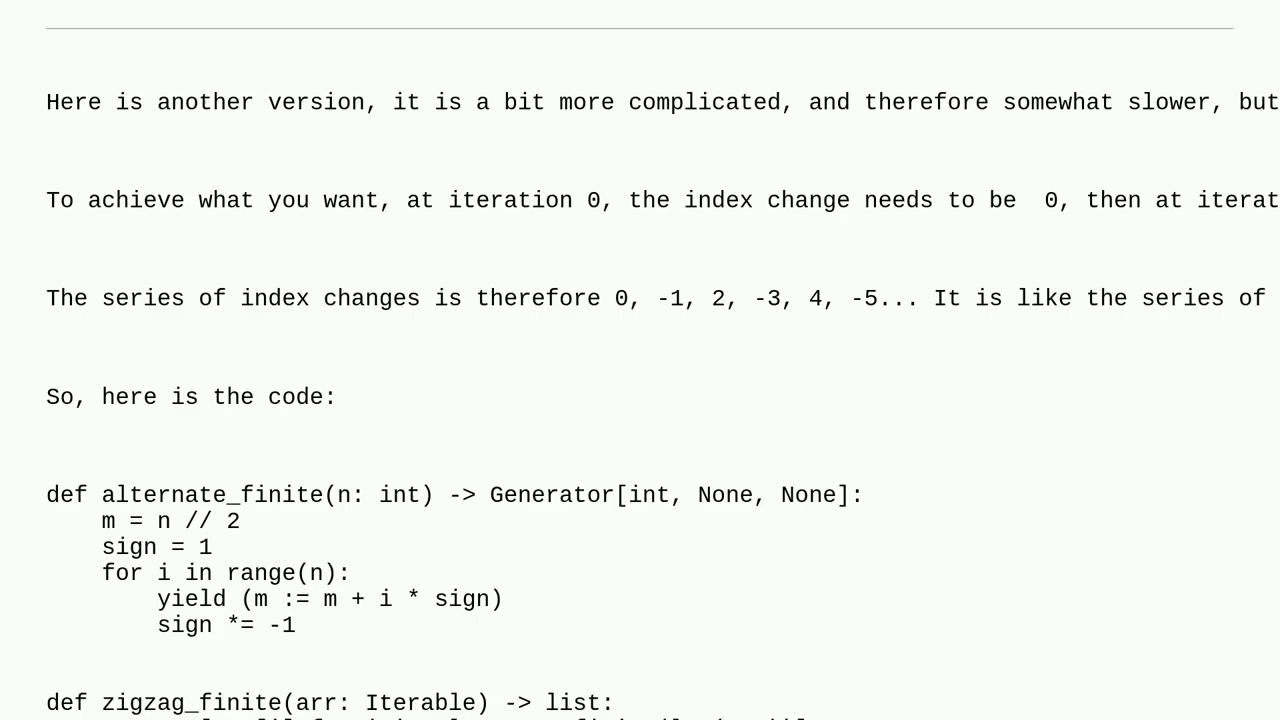 Here is another version, it is a bit more complicated, and therefore somewhat slower, but
To achieve what you want, at iteration 0, the index change needs to be  0, then at iterat
The series of index changes is therefore 0, -1, 2, -3, 4, -5... It is like the series of
So, here is the code:
def alternate_finite(n: int) -> Generator[int, None, None]:
    m = n // 2
    sign = 1
    for i in range(n):
        yield (m := m + i * sign)
        sign *= -1
def zigzag_finite(arr: Iterable) -> list: